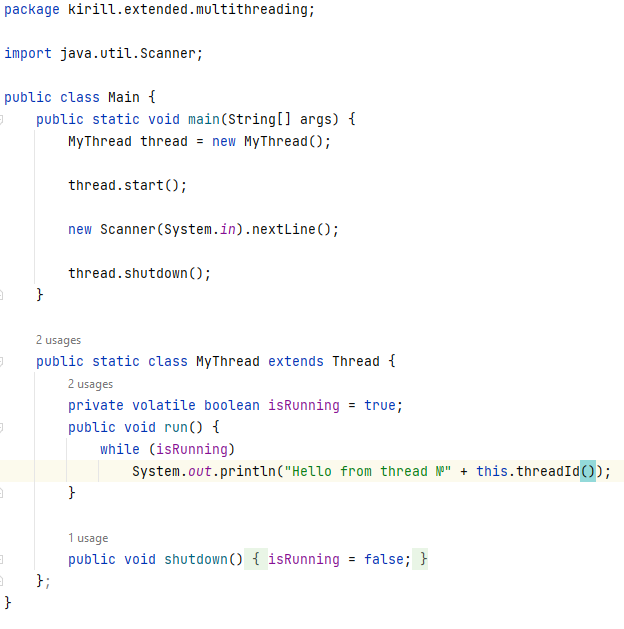 package kirill.extended.multithreading;
import java.util.Scanner;
public class Main {
public static void main(String[] args) {
MyThread thread = new MyThread();
thread.start();
new Scanner(System.in).nextLine();
thread.shutdown();
}
2 usages
public static class MyThread extends Thread {
2 usages
private volatile boolean isRunning = true;
public void run() {
while (isRunning)
System.out.println("Hello from thread №" + this.threadId());
}
1 usage
public void shutdown() { isRunning = false; }
};
}